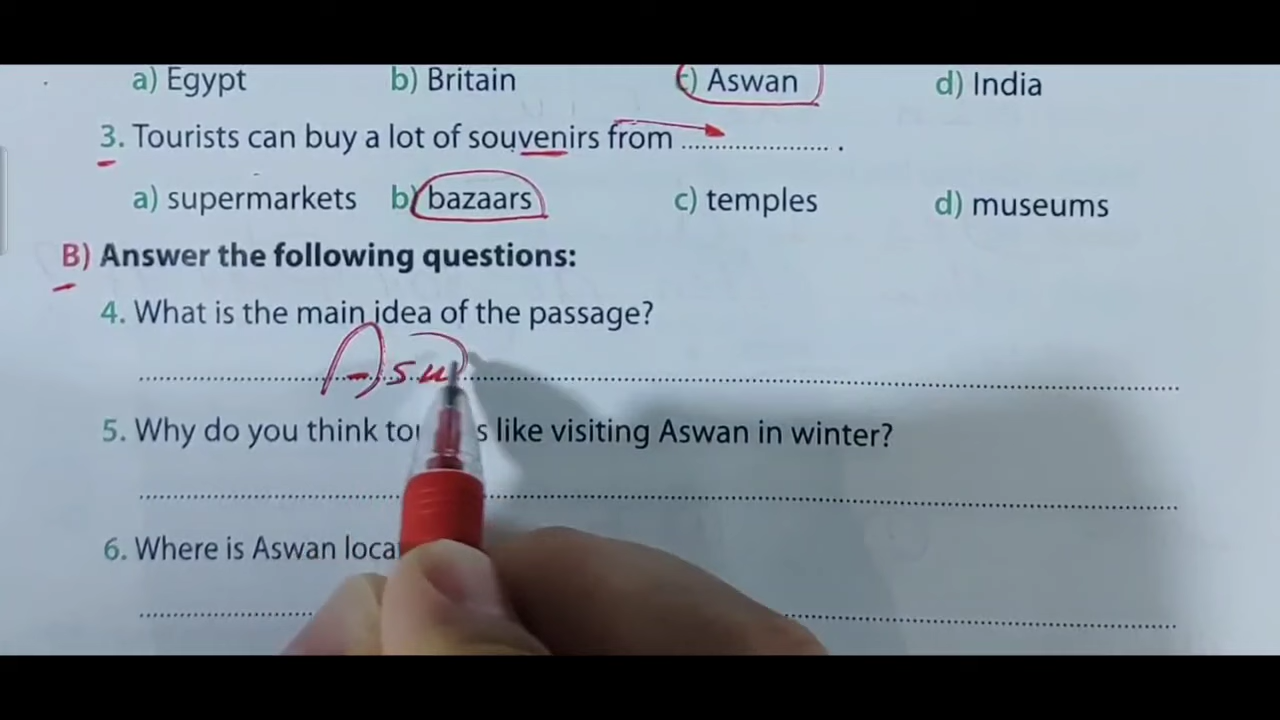 a) Egypt b) Britain c) Aswan d) India
3. Tourists can buy a lot of souvenirs from .................... .
a) supermarkets b) bazaars c) temples d) museums
B) Answer the following questions:
4. What is the main idea of the passage?
5. Why do you think like visiting Aswan in winter?
6. Where is Aswan